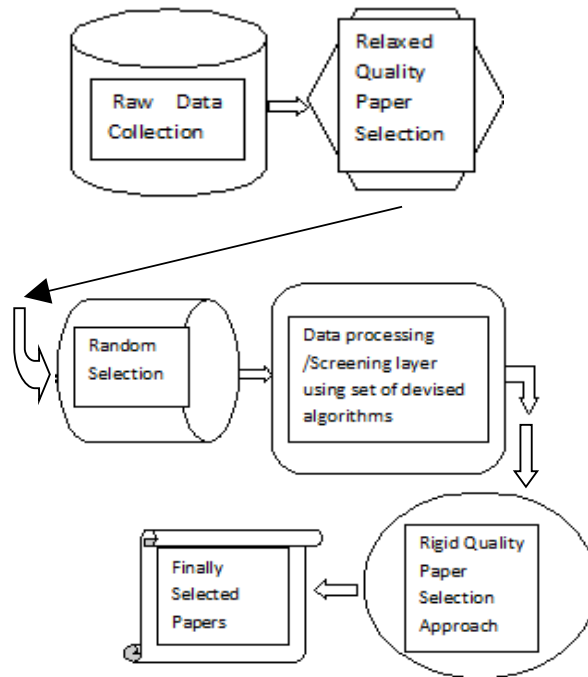 Raw Data
Collection
Relaxed
Quality
Paper
Selection
Random
Selection
Data processing
/Screening layer
using set of devised
algorithms
Rigid Quality
Paper
Selection
Approach
Finally
Selected
Papers